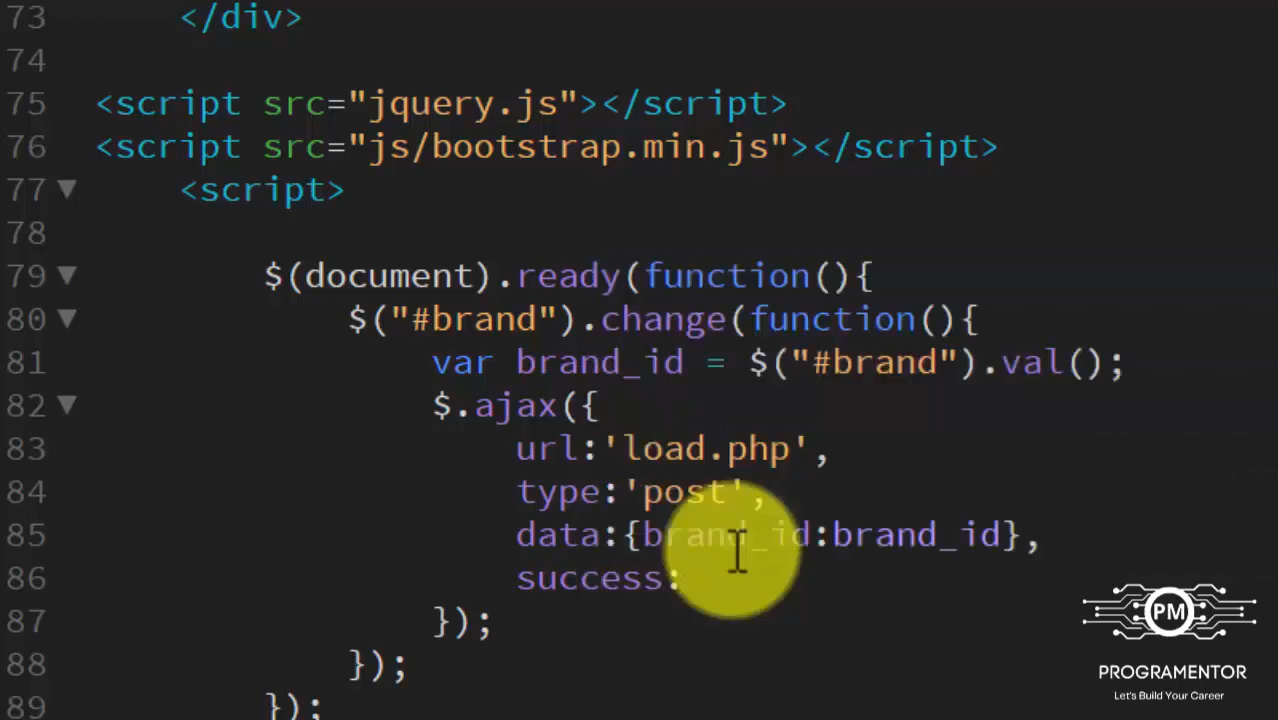 73 </div>
74
75 <script src="jquery.js"></script>
76 <script src="js/bootstrap.min.js"></script>
77 <script>
78
79 $(document).ready(function(){
80 $("#brand").change(function(){
81 var brand_id = $("#brand").val();
82 $.ajax({
83 url:'load.php',
84 type:'post',
85 data:{brand_id:brand_id},
86 success:
87 });
88 });
89 });
PM
PROGRAMENTOR
Let's Build Your Career